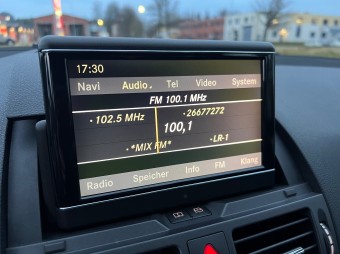 17:30
Navi Audio Tel Video System
FM 100.1 MHz
102.5 MHz 26677272
100,1
*MIX FM* LR-1
Radio Speicher Info FM Klang